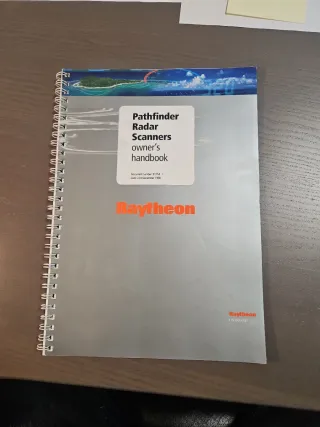 Pathfinder
Radar
Scanners
owner's
handbook
Raytheon
Raytheon